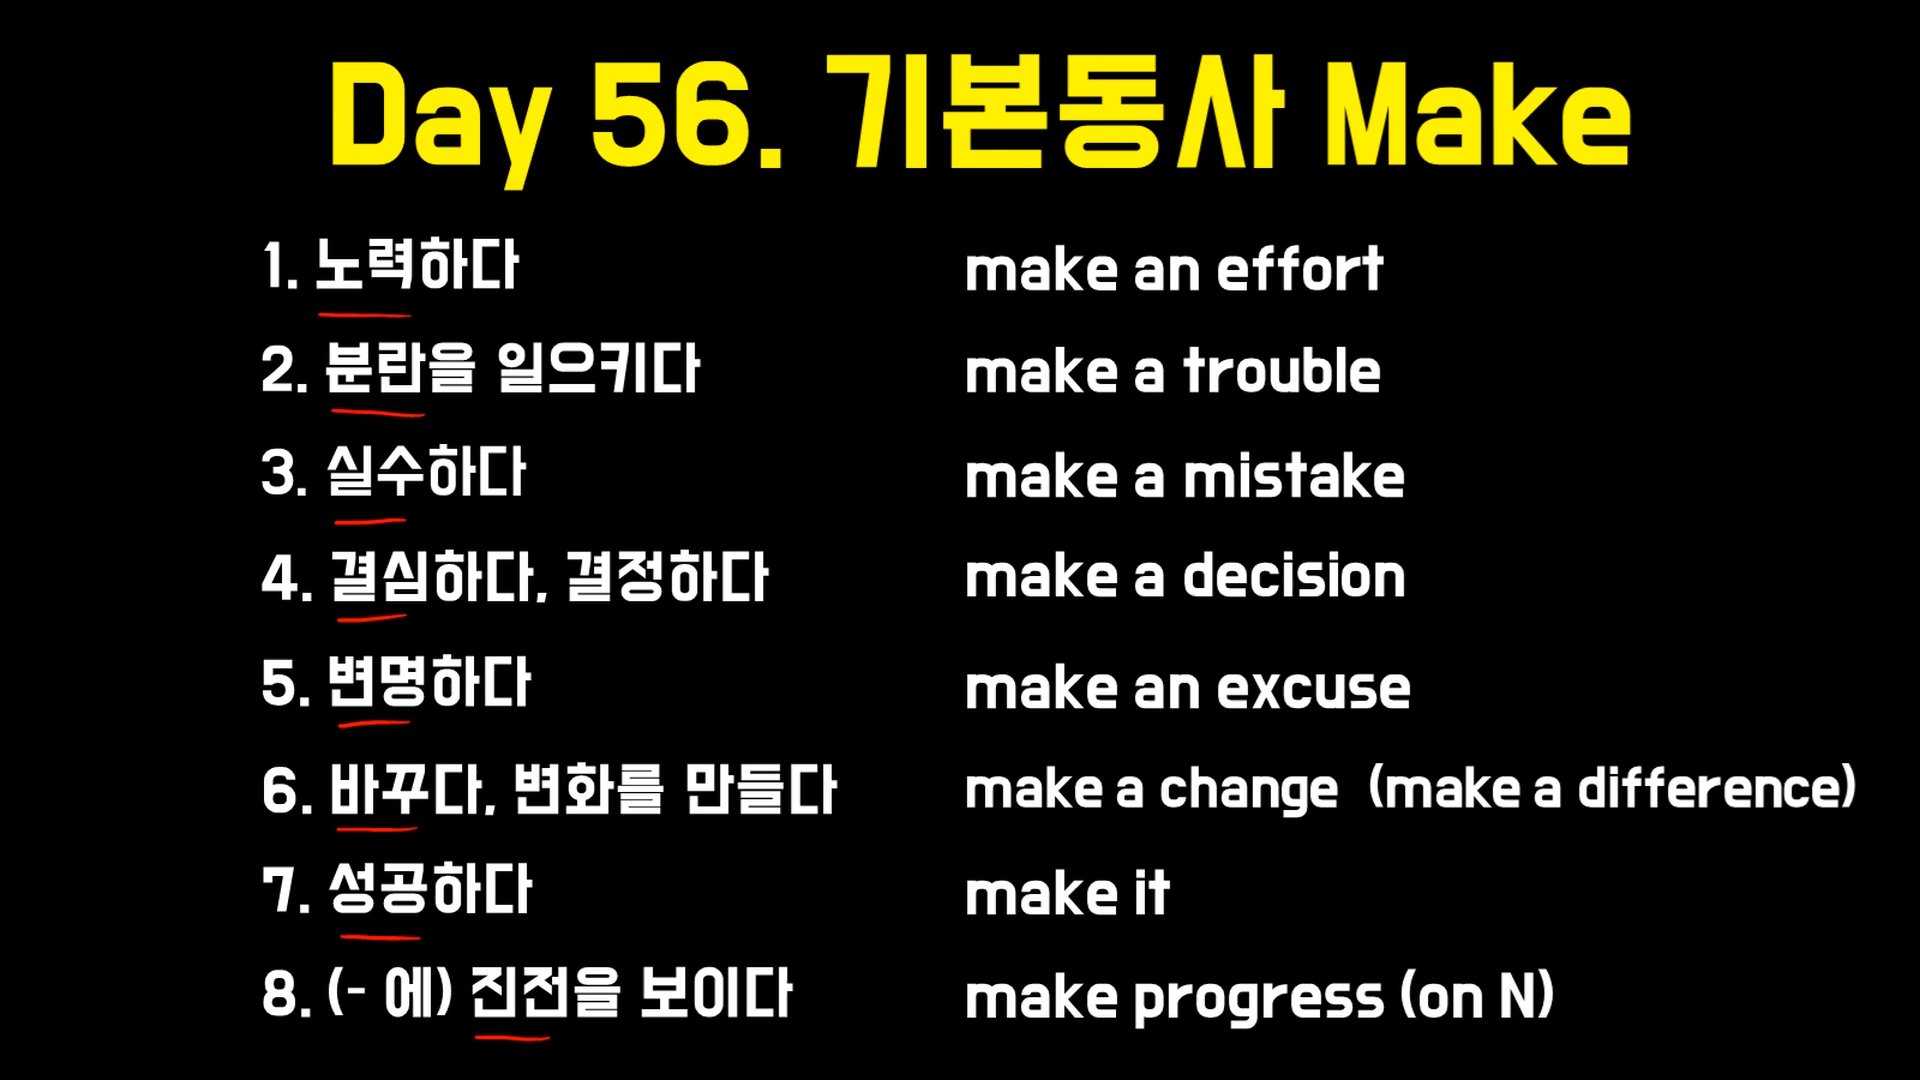 Day 56. 기본동사 Make
1. 노력하다 make an effort
2. 분란을 일으키다 make a trouble
3. 실수하다 make a mistake
4. 결심하다, 결정하다 make a decision
5. 변명하다 make an excuse
6. 바꾸다, 변화를 만들다 make a change (make a difference)
7. 성공하다 make it
8. (- 에) 진전을 보이다 make progress (on N)